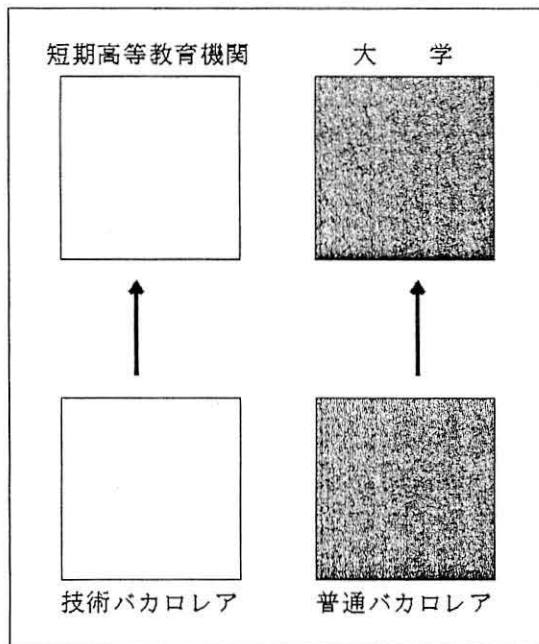 短期高等教育機関
大　学
技術バカロレア
普通バカロレア